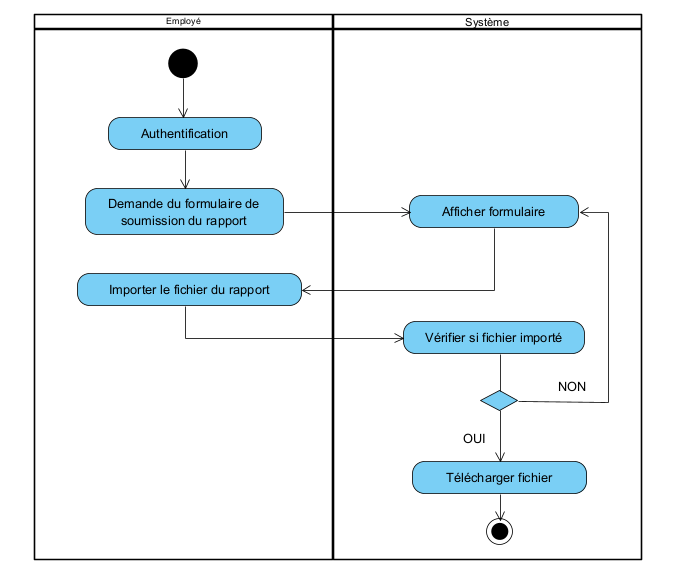 Employé
Système
Authentification
Demande du formulaire de
soumission du rapport
Afficher formulaire
Importer le fichier du rapport
Vérifier si fichier importé
NON
OUI
Télécharger fichier